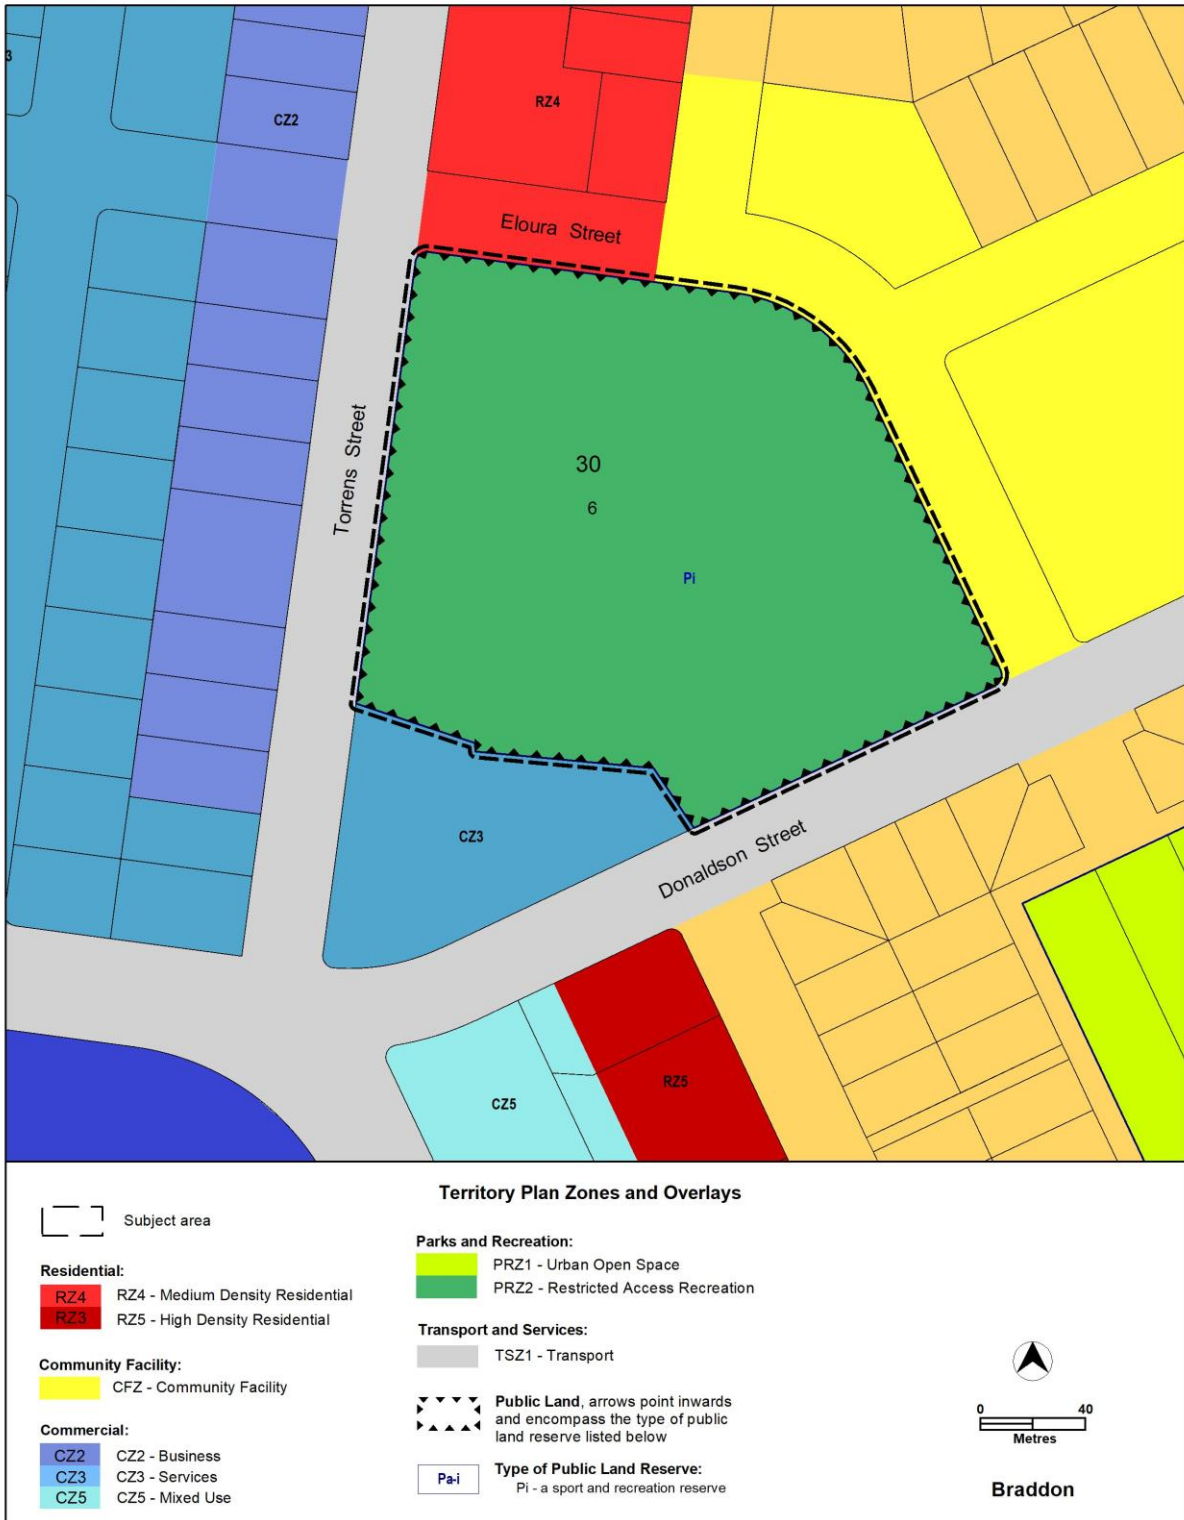 3
CZ2
RZ4
Eloura Street
Torrens Street
30
6
Pi
CZ3
Donaldson Street
CZ5
RZ5
Territory Plan Zones and Overlays
Subject area
Residential:
RZ4 RZ4 - Medium Density Residential
RZ3 RZ5 - High Density Residential
Community Facility:
CFZ - Community Facility
Commercial:
CZ2 CZ2 - Business
CZ3 CZ3 - Services
CZ5 CZ5 - Mixed Use
Parks and Recreation:
PRZ1 - Urban Open Space
PRZ2 - Restricted Access Recreation
Transport and Services:
TSZ1 - Transport
Public Land, arrows point inwards
and encompass the type of public
land reserve listed below
Pa-i Type of Public Land Reserve:
Pi - a sport and recreation reserve
0 40
Metres
Braddon